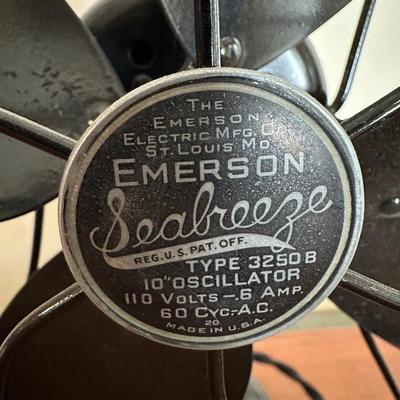 THE
EMERSON
ELECTRIC MFG. CO.
ST. LOUIS MO
EMERSON
Seabreeze
REG. U.S. PAT. OFF.
TYPE 3250B
10" OSCILLATOR
110 VOLTS-.6 AMP.
60 CYC-A.C.
20
MADE IN U.S.A.